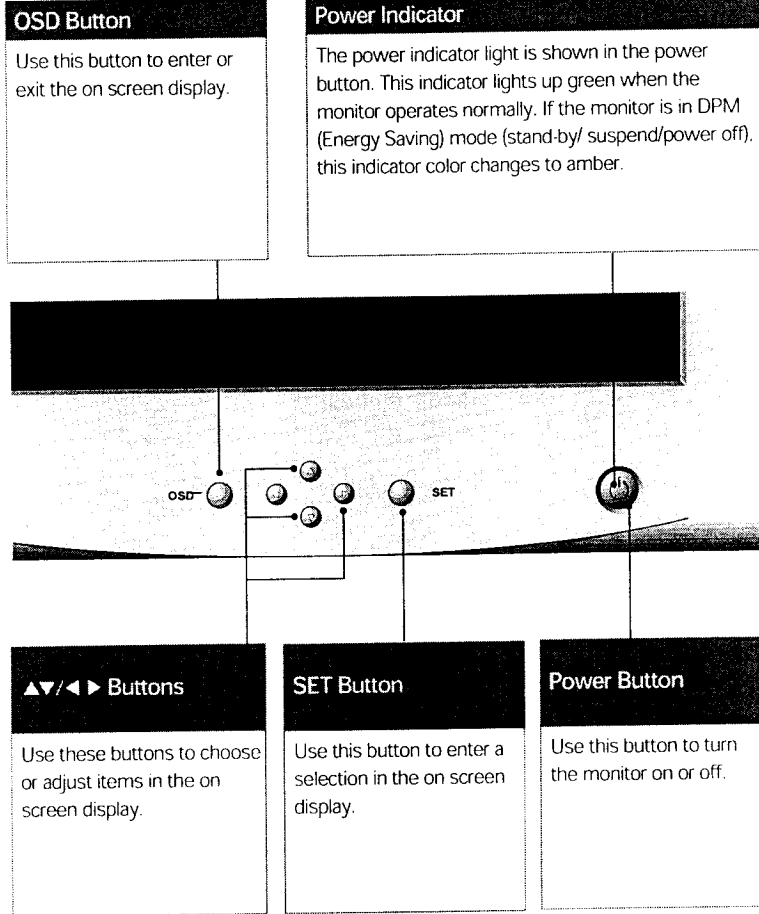 OSD Button
Use this button to enter or
exit the on screen display.
Power Indicator
The power indicator light is shown in the power
button. This indicator lights up green when the
monitor operates normally. If the monitor is in DPM
(Energy Saving) mode (stand-by/ suspend/power off),
this indicator color changes to amber.
OSD
SET
▲▼/◀ ▶ Buttons
Use these buttons to choose
or adjust items in the on
screen display.
SET Button
Use this button to enter a
selection in the on screen
display.
Power Button
Use this button to turn
the monitor on or off.